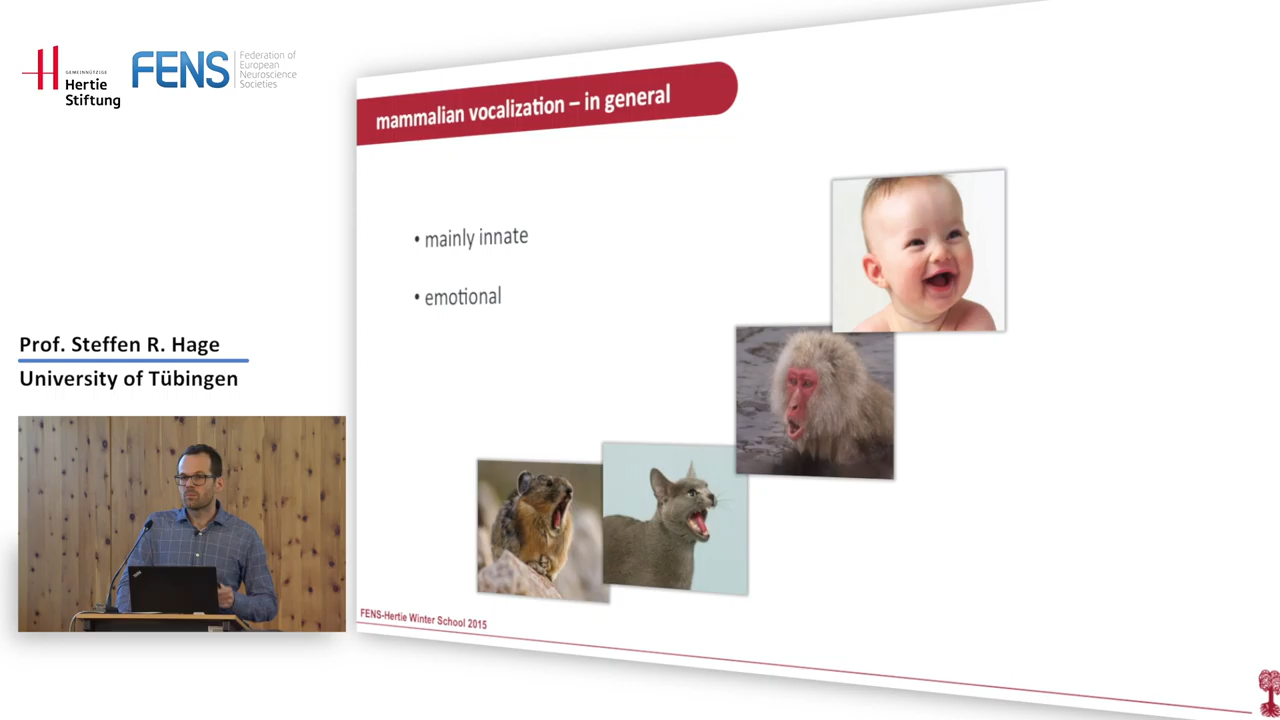 GEMEINNÜTZIGE
Hertie
Stiftung
FENS
Federation of
European
Neuroscience
Societies
mammalian vocalization – in general
• mainly innate
• emotional
Prof. Steffen R. Hage
University of Tübingen
FENS-Hertie Winter School 2015